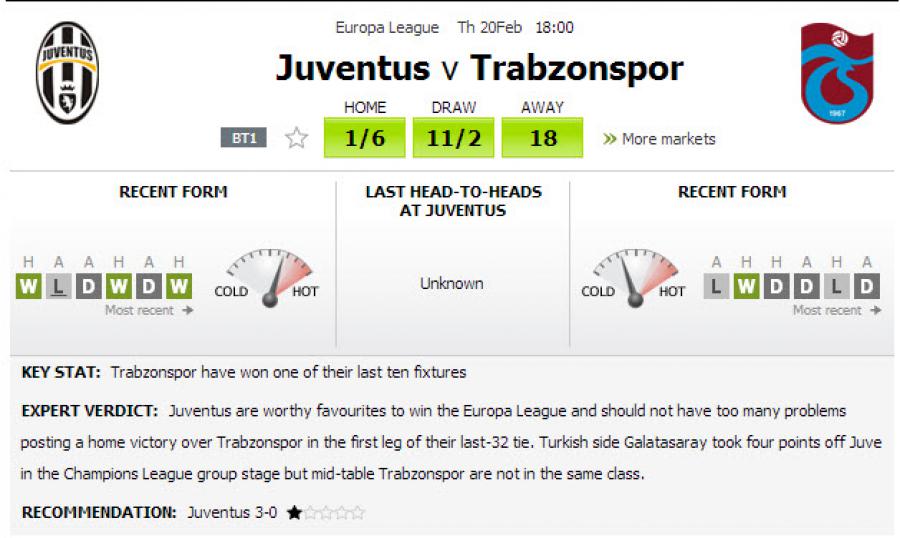 Europa League Th 20Feb 18:00
JUVENTUS
Juventus v Trabzonspor
1967
HOME DRAW AWAY
BT1 1/6 11/2 18 » More markets
RECENT FORM
H A A H A H
W L D W D W
COLD HOT
Most recent →
LAST HEAD-TO-HEADS
AT JUVENTUS
Unknown
RECENT FORM
A H H A H A
L W D D L D
COLD HOT
Most recent →
KEY STAT: Trabzonspor have won one of their last ten fixtures
EXPERT VERDICT: Juventus are worthy favourites to win the Europa League and should not have too many problems
posting a home victory over Trabzonspor in the first leg of their last-32 tie. Turkish side Galatasaray took four points off Juve
in the Champions League group stage but mid-table Trabzonspor are not in the same class.
RECOMMENDATION: Juventus 3-0 ★☆☆☆☆